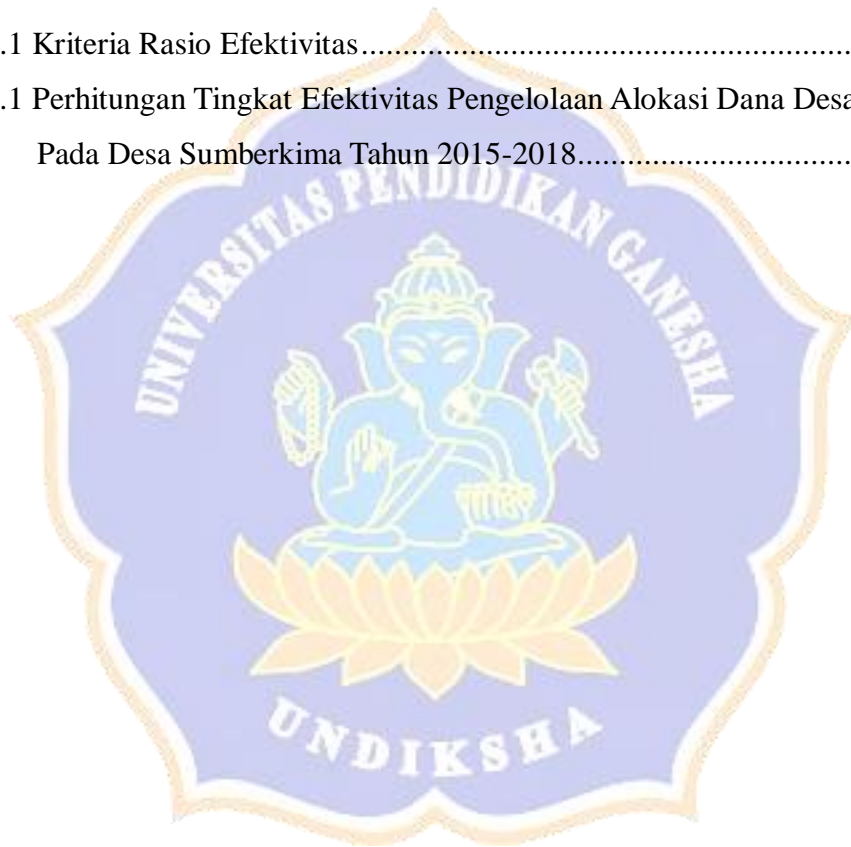 .1 Kriteria Rasio Efektivitas..............................................................
.1 Perhitungan Tingkat Efektivitas Pengelolaan Alokasi Dana Desa
Pada Desa Sumberkima Tahun 2015-2018..................................
UNIVERSITAS PENDIDIKAN GANESHA
UNDIKSHA